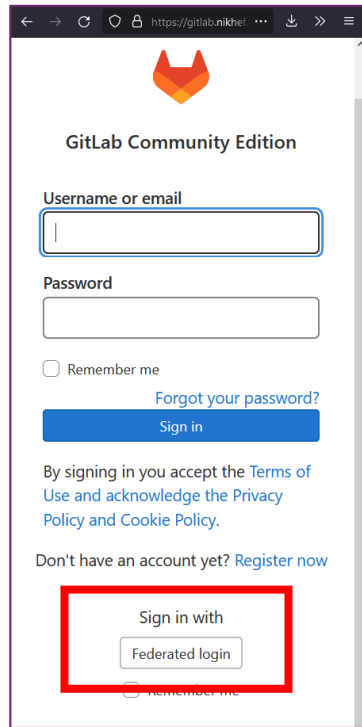 https://gitlab.nikhef. ...
GitLab Community Edition
Username or email
Password
Remember me
Forgot your password?
Sign in
By signing in you accept the Terms of
Use and acknowledge the Privacy
Policy and Cookie Policy.
Don't have an account yet? Register now
Sign in with
Federated login
Remember me